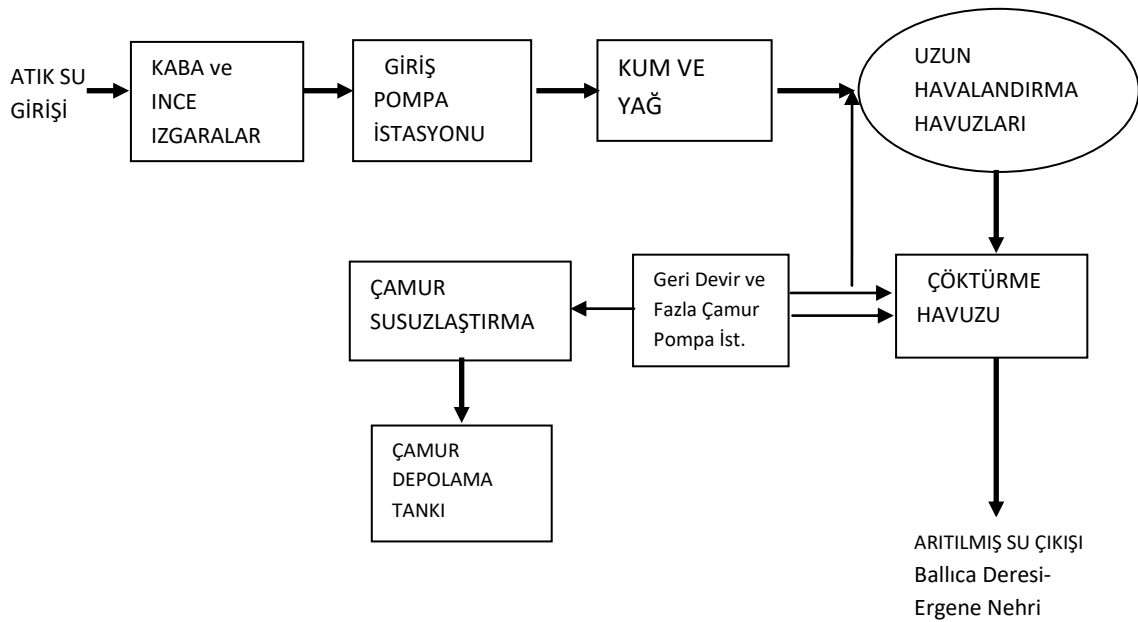 ATIK SU
GİRİŞİ
KABA ve
INCE
IZGARALAR
GİRİŞ
POMPA
İSTASYONU
KUM VE
YAĞ
UZUN
HAVALANDIRMA
HAVUZLARI
ÇAMUR
SUSUZLAŞTIRMA
Geri Devir ve
Fazla Çamur
Pompa İst.
ÇÖKTÜRME
HAVUZU
ÇAMUR
DEPOLAMA
TANKI
ARITILMIŞ SU ÇIKIŞI
Ballıca Deresi-
Ergene Nehri